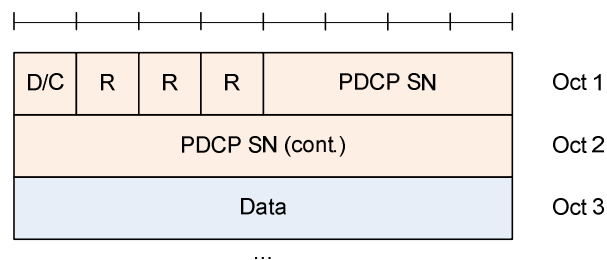 D/C R R R PDCP SN Oct 1
PDCP SN (cont.) Oct 2
Data Oct 3
...